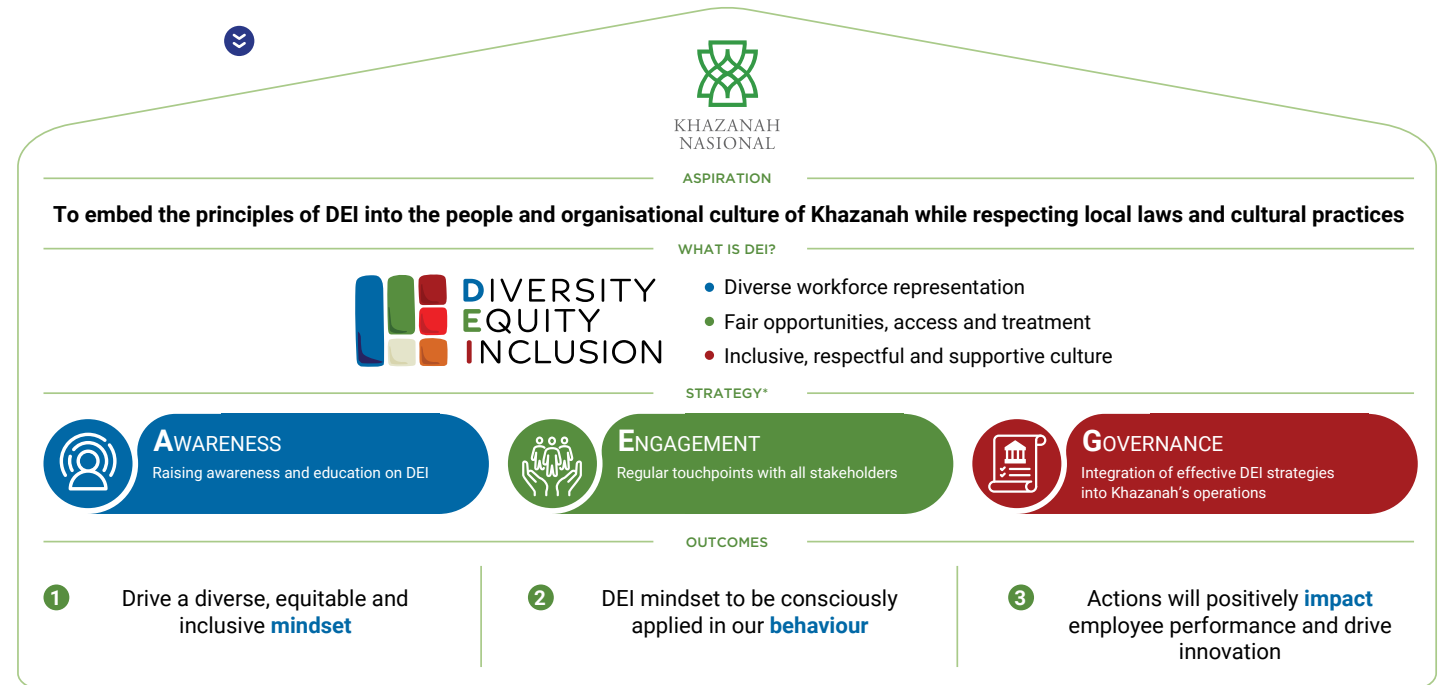 KHAZANAH
NASIONAL
ASPIRATION
To embed the principles of DEI into the people and organisational culture of Khazanah while respecting local laws and cultural practices
WHAT IS DEI?
DIVERSITY
EQUITY
INCLUSION
• Diverse workforce representation
• Fair opportunities, access and treatment
• Inclusive, respectful and supportive culture
STRATEGY*
AWARENESS
Raising awareness and education on DEI
ENGAGEMENT
Regular touchpoints with all stakeholders
GOVERNANCE
Integration of effective DEI strategies
into Khazanah's operations
OUTCOMES
1
Drive a diverse, equitable and
inclusive mindset
2
DEI mindset to be consciously
applied in our behaviour
3
Actions will positively impact
employee performance and drive
innovation